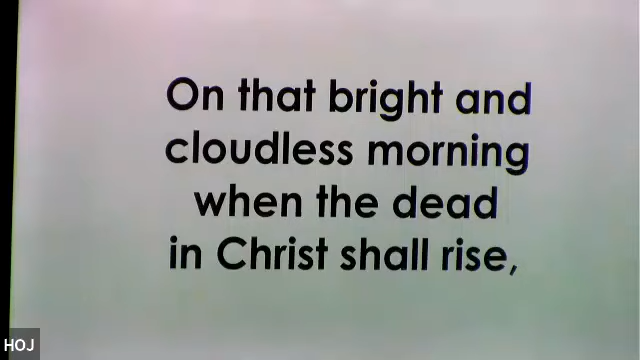 On that bright and
cloudless morning
when the dead
in Christ shall rise,
HOJ